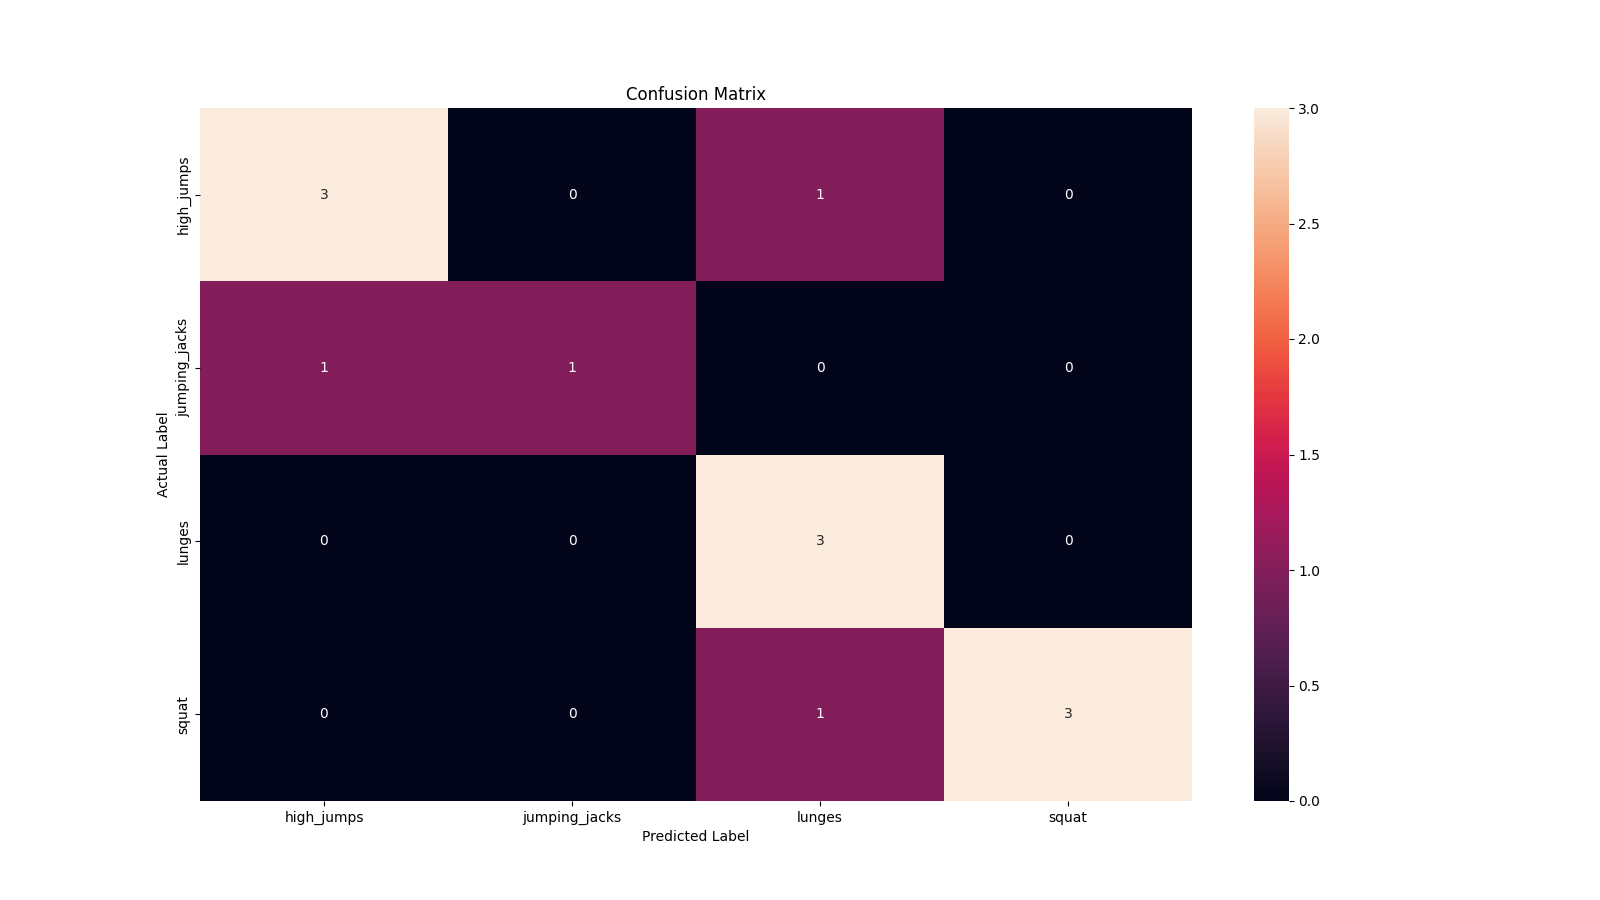 Confusion Matrix
Actual Label
high_jumps
3 0 1 0
jumping_jacks
1 1 0 0
lunges
0 0 3 0
squat
0 0 1 3
high_jumps jumping_jacks lunges squat
Predicted Label
3.0
2.5
2.0
1.5
1.0
0.5
0.0